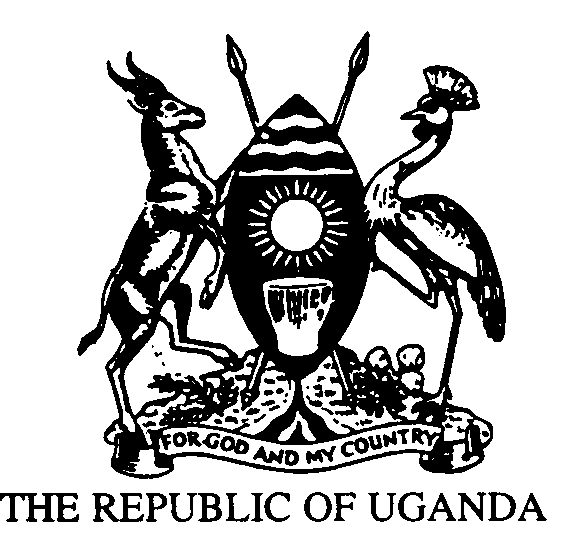 FOR GOD AND MY COUNTRY
THE REPUBLIC OF UGANDA